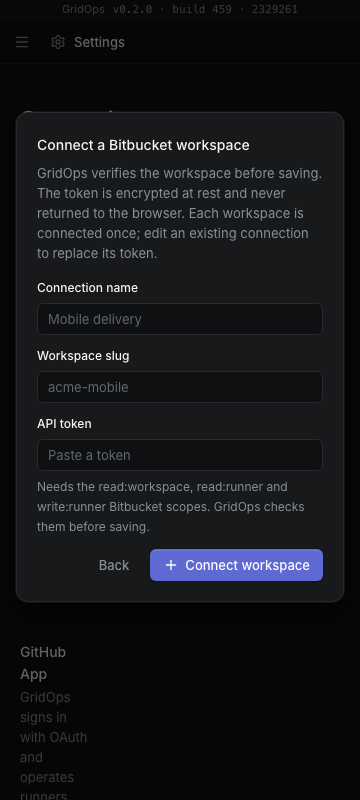 GridOps v0.2.0 · build 459 · 2329261
Settings
Connect a Bitbucket workspace
GridOps verifies the workspace before saving.
The token is encrypted at rest and never
returned to the browser. Each workspace is
connected once; edit an existing connection
to replace its token.
Connection name
Mobile delivery
Workspace slug
acme-mobile
API token
Paste a token
Needs the read:workspace, read:runner and
write:runner Bitbucket scopes. GridOps checks
them before saving.
Back
Connect workspace
GitHub
App
GridOps
signs in
with OAuth
and
operates
runners